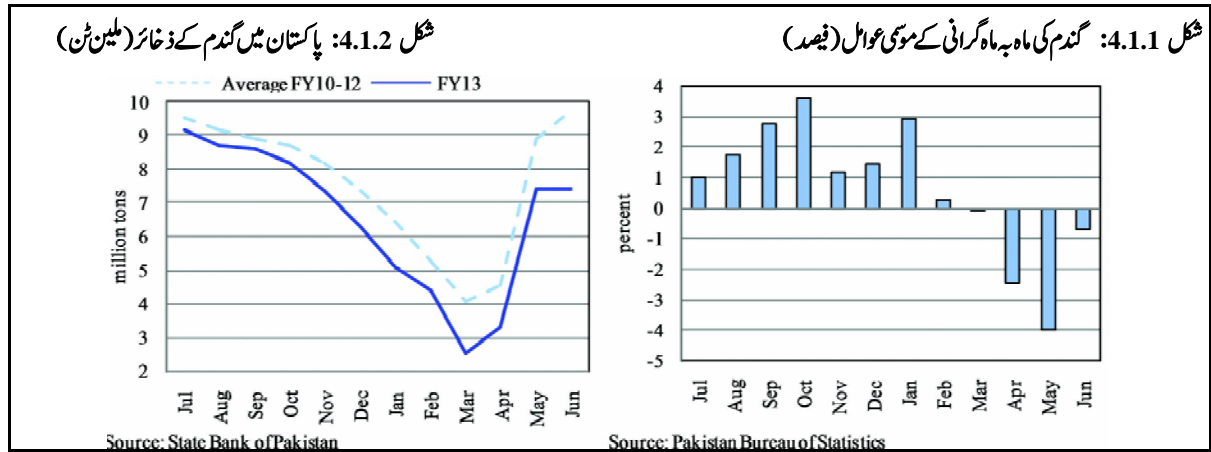 شکل 4.1.1: گندم کی ماہ بہ ماہ گرانی کے موسمی عوامل (فیصد)
percent
4
3
2
1
0
-1
-2
-3
-4
-5
Jul Aug Sep Oct Nov Dec Jan Feb Mar Apr May Jun
Source: Pakistan Bureau of Statistics
شکل 4.1.2: پاکستان میں گندم کے ذخائر (ملین ٹن)
Average FY10-12 FY13
million tons
10
9
8
7
6
5
4
3
2
Jul Aug Sep Oct Nov Dec Jan Feb Mar Apr May Jun
Source: State Bank of Pakistan